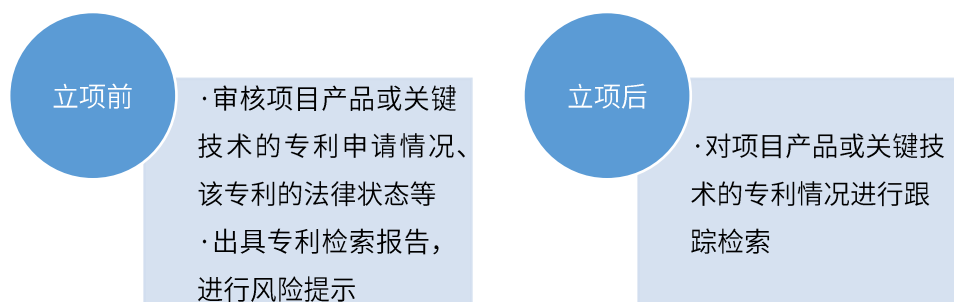 立项前
·审核项目产品或关键
技术的专利申请情况、
该专利的法律状态等
·出具专利检索报告，
进行风险提示
立项后
·对项目产品或关键技
术的专利情况进行跟
踪检索